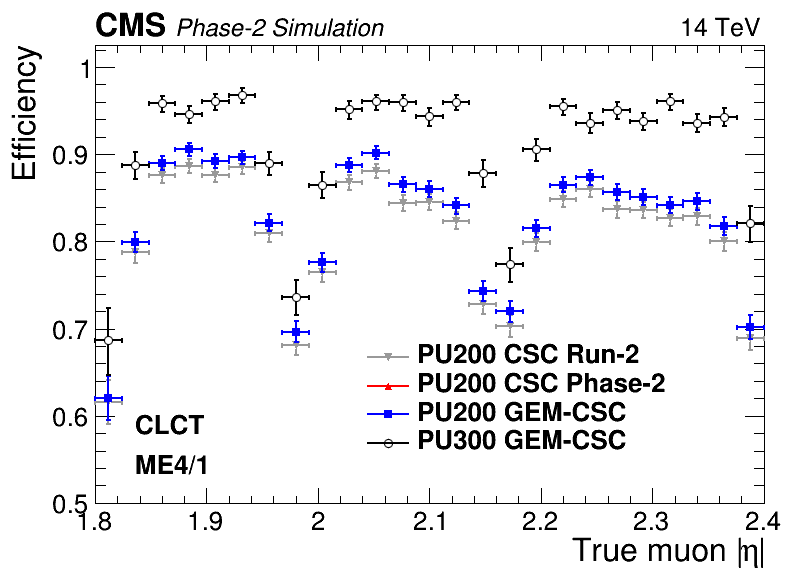 CMS Phase-2 Simulation 14 TeV
Efficiency
1
0.9
0.8
0.7
0.6
0.5
PU200 CSC Run-2
PU200 CSC Phase-2
PU200 GEM-CSC
PU300 GEM-CSC
CLCT
ME4/1
1.8 1.9 2 2.1 2.2 2.3 2.4
True muon |η|